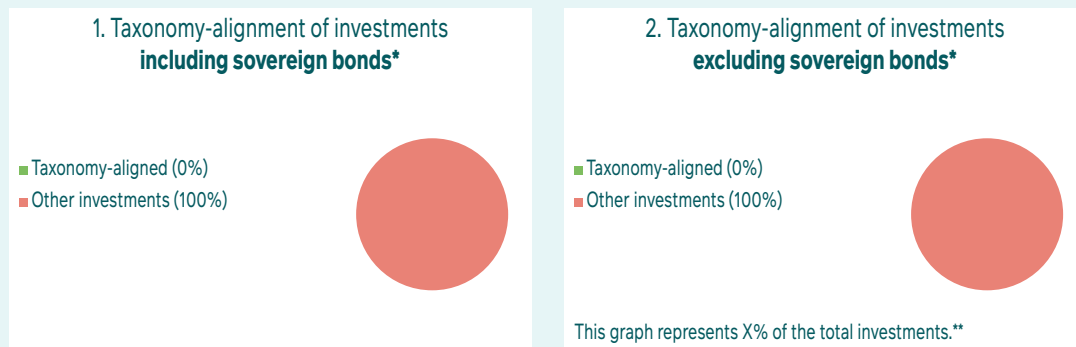 1. Taxonomy-alignment of investments
including sovereign bonds*
Taxonomy-aligned (0%)
Other investments (100%)
2. Taxonomy-alignment of investments
excluding sovereign bonds*
Taxonomy-aligned (0%)
Other investments (100%)
This graph represents X% of the total investments.**